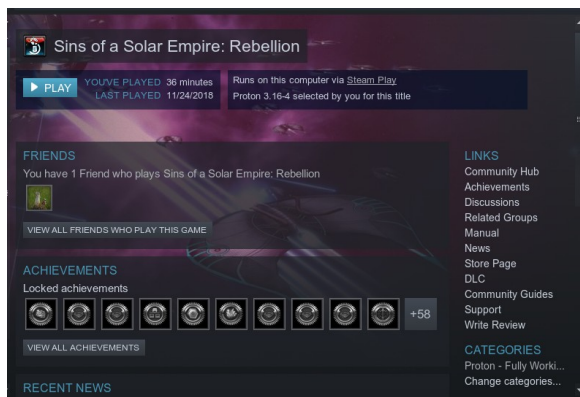 Sins of a Solar Empire: Rebellion
PLAY
YOU'VE PLAYED 36 minutes
LAST PLAYED 11/24/2018
Runs on this computer via Steam Play
Proton 3.16-4 selected by you for this title
FRIENDS
You have 1 Friend who plays Sins of a Solar Empire: Rebellion
VIEW ALL FRIENDS WHO PLAY THIS GAME
ACHIEVEMENTS
Locked achievements
+58
VIEW ALL ACHIEVEMENTS
RECENT NEWS
LINKS
Community Hub
Achievements
Discussions
Related Groups
Manual
News
Store Page
DLC
Community Guides
Support
Write Review
CATEGORIES
Proton - Fully Worki...
Change categories...